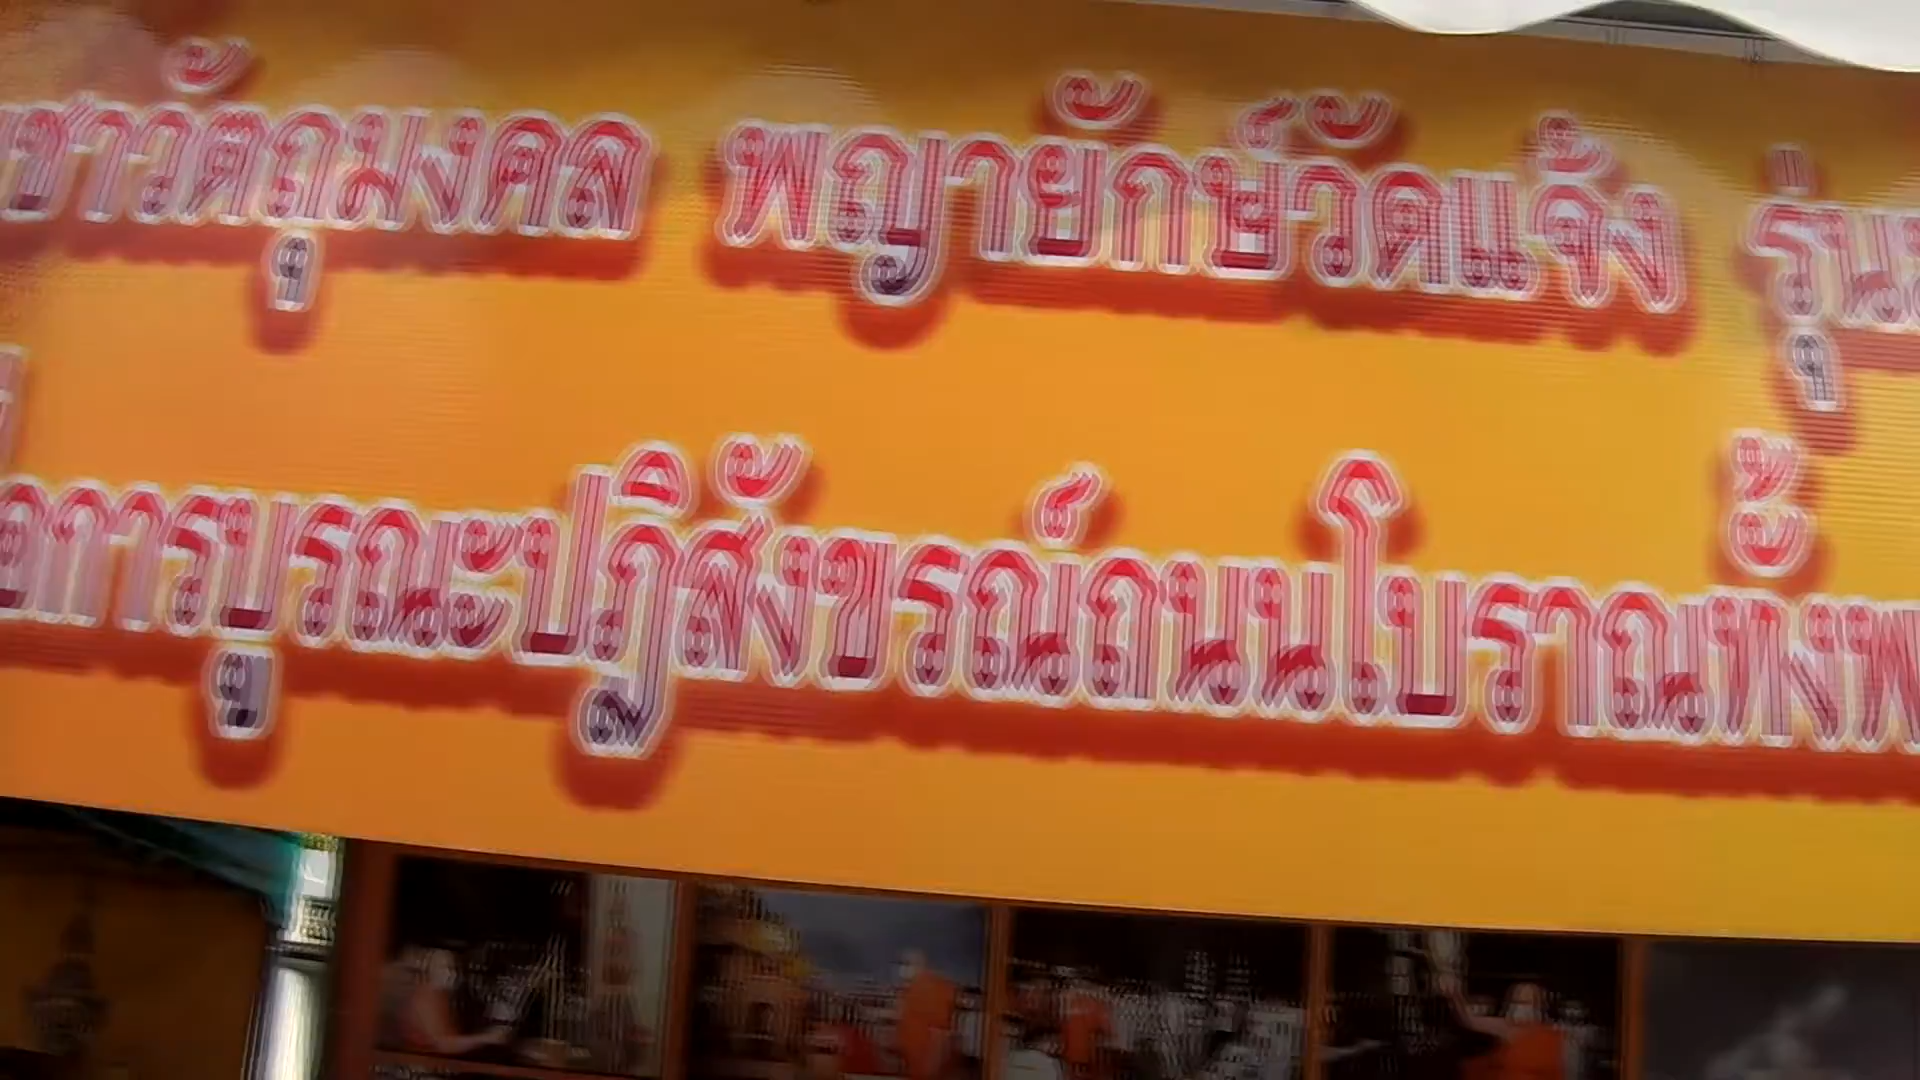 ชาวัตถุมงคล พญายักษ์วัดแจ้ง รุ่น
การบูรณะปฏิสังขรณ์ถนนโบราณทั้ง